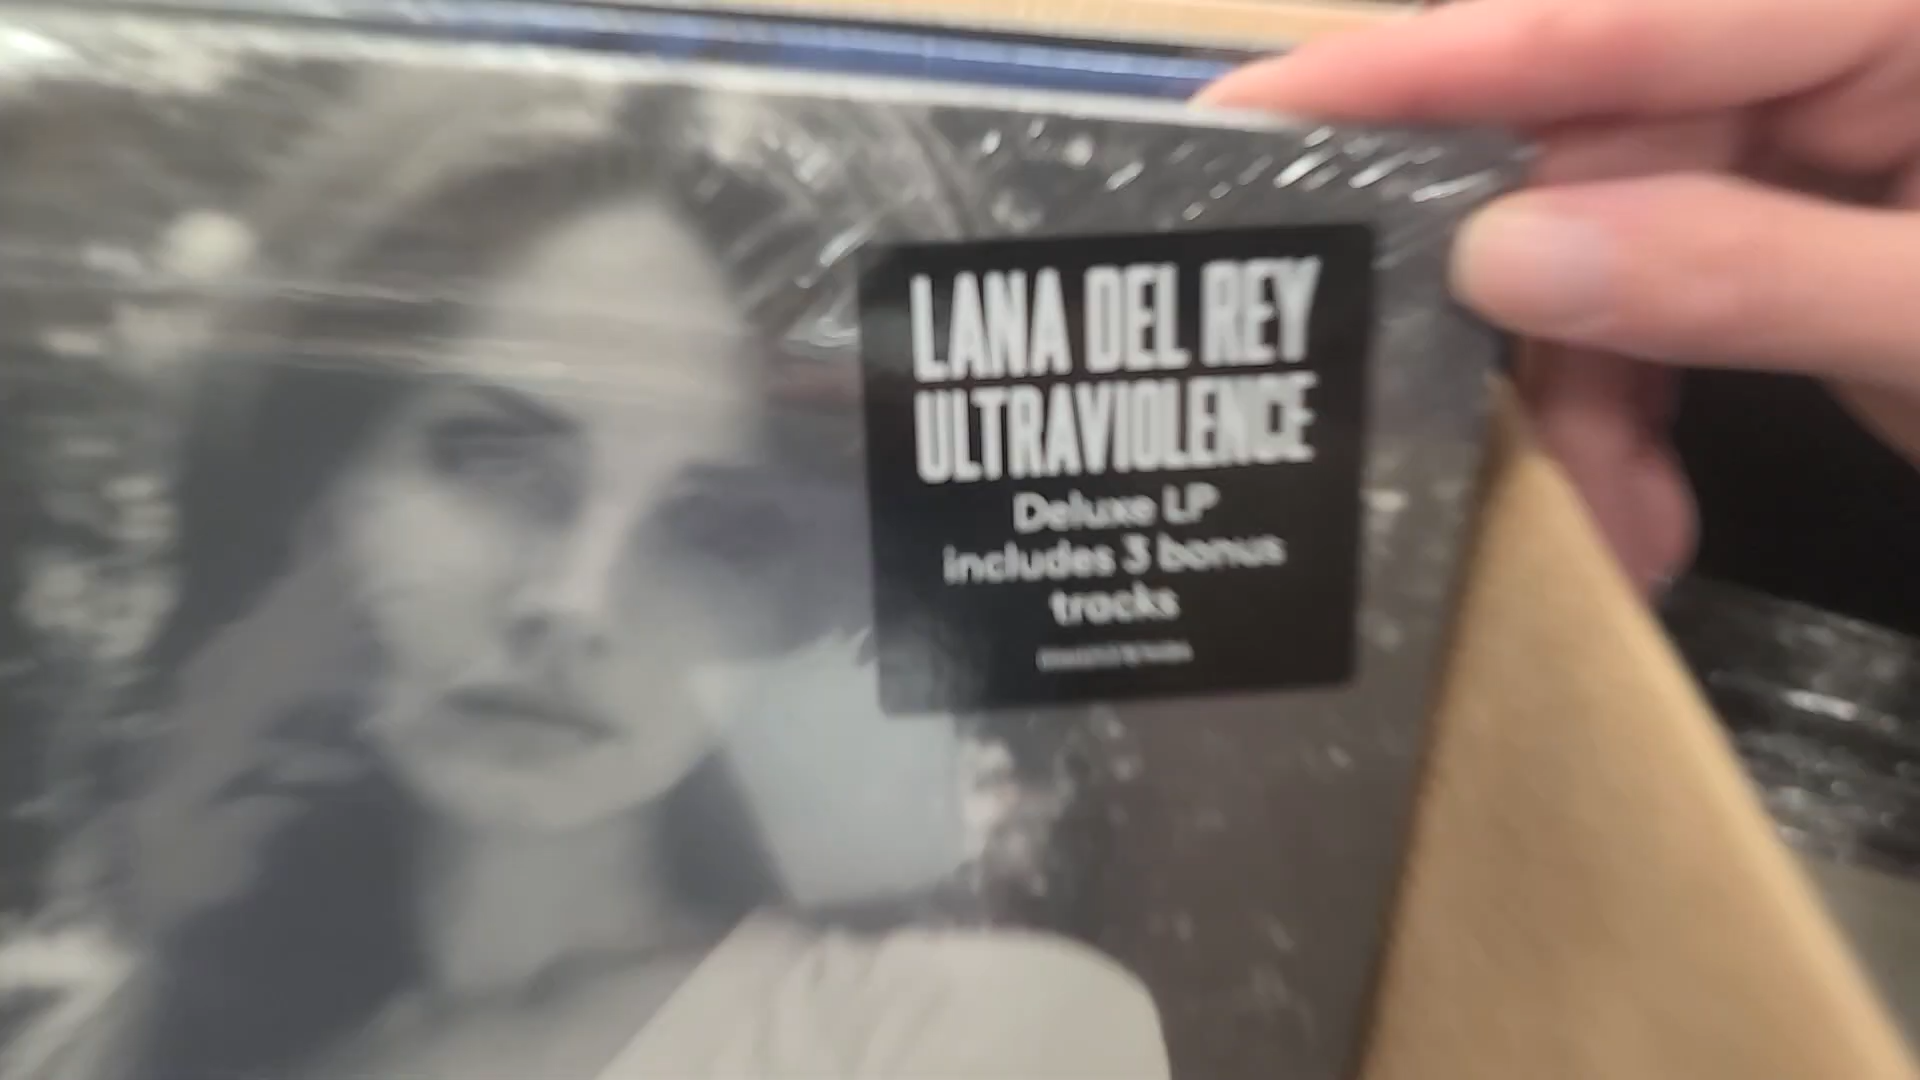 LANA DEL REY
ULTRAVIOLENCE
Deluxe LP
includes 3 bonus
tracks